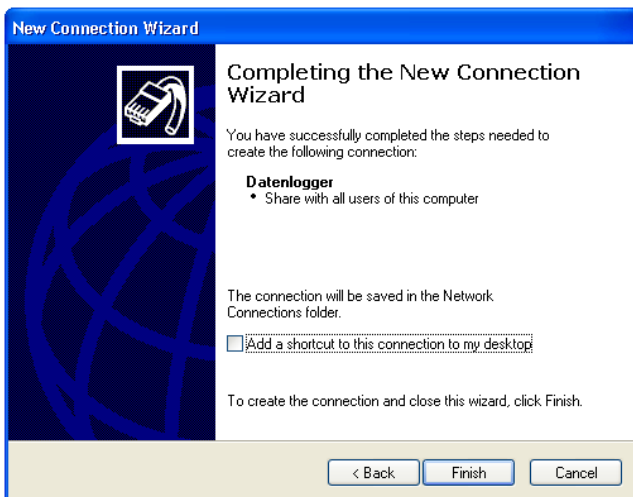 New Connection Wizard
Completing the New Connection
Wizard
You have successfully completed the steps needed to
create the following connection:
Datenlogger
• Share with all users of this computer
The connection will be saved in the Network
Connections folder.
Add a shortcut to this connection to my desktop
To create the connection and close this wizard, click Finish.
< Back Finish Cancel